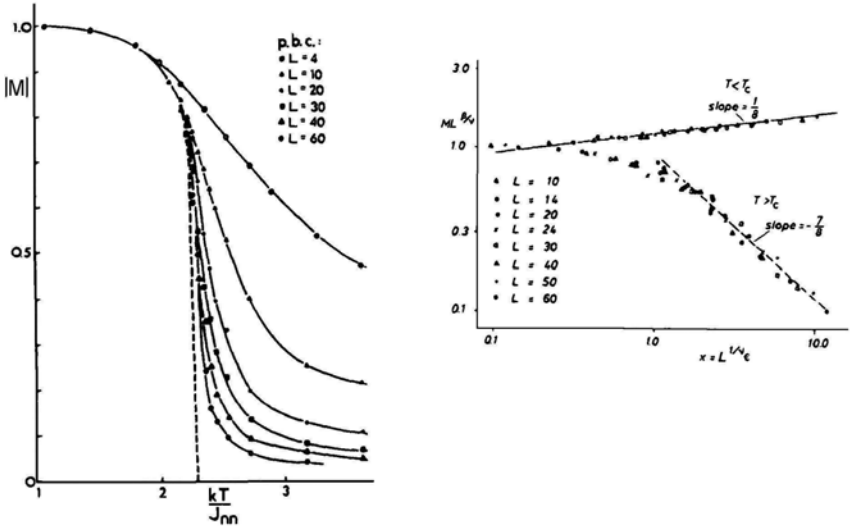 |M|
1.0
0.5
0
1
2
3
kT
J_nn
p.b.c.:
L = 4
L = 10
L = 20
L = 30
L = 40
L = 60
ML^β/ν
3.0
1.0
0.3
0.1
0.1
1.0
10.0
x = L^1/ν ε
T < Tc
slope = 1/8
T > Tc
slope = -7/8
L = 10
L = 14
L = 20
L = 24
L = 30
L = 40
L = 50
L = 60